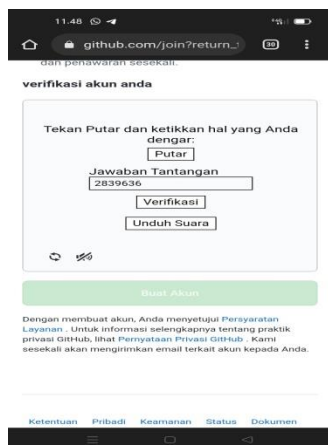 11.48
github.com/join?return_
30
dan penawaran sesekali.
verifikasi akun anda
Tekan Putar dan ketikkan hal yang Anda
dengar:
Putar
Jawaban Tantangan
2839636
Verifikasi
Unduh Suara
Buat Akun
Dengan membuat akun, Anda menyetujui Persyaratan
Layanan . Untuk informasi selengkapnya tentang praktik
privasi GitHub, lihat Pernyataan Privasi GitHub . Kami
sesekali akan mengirimkan email terkait akun kepada Anda.
Ketentuan Pribadi Keamanan Status Dokumen